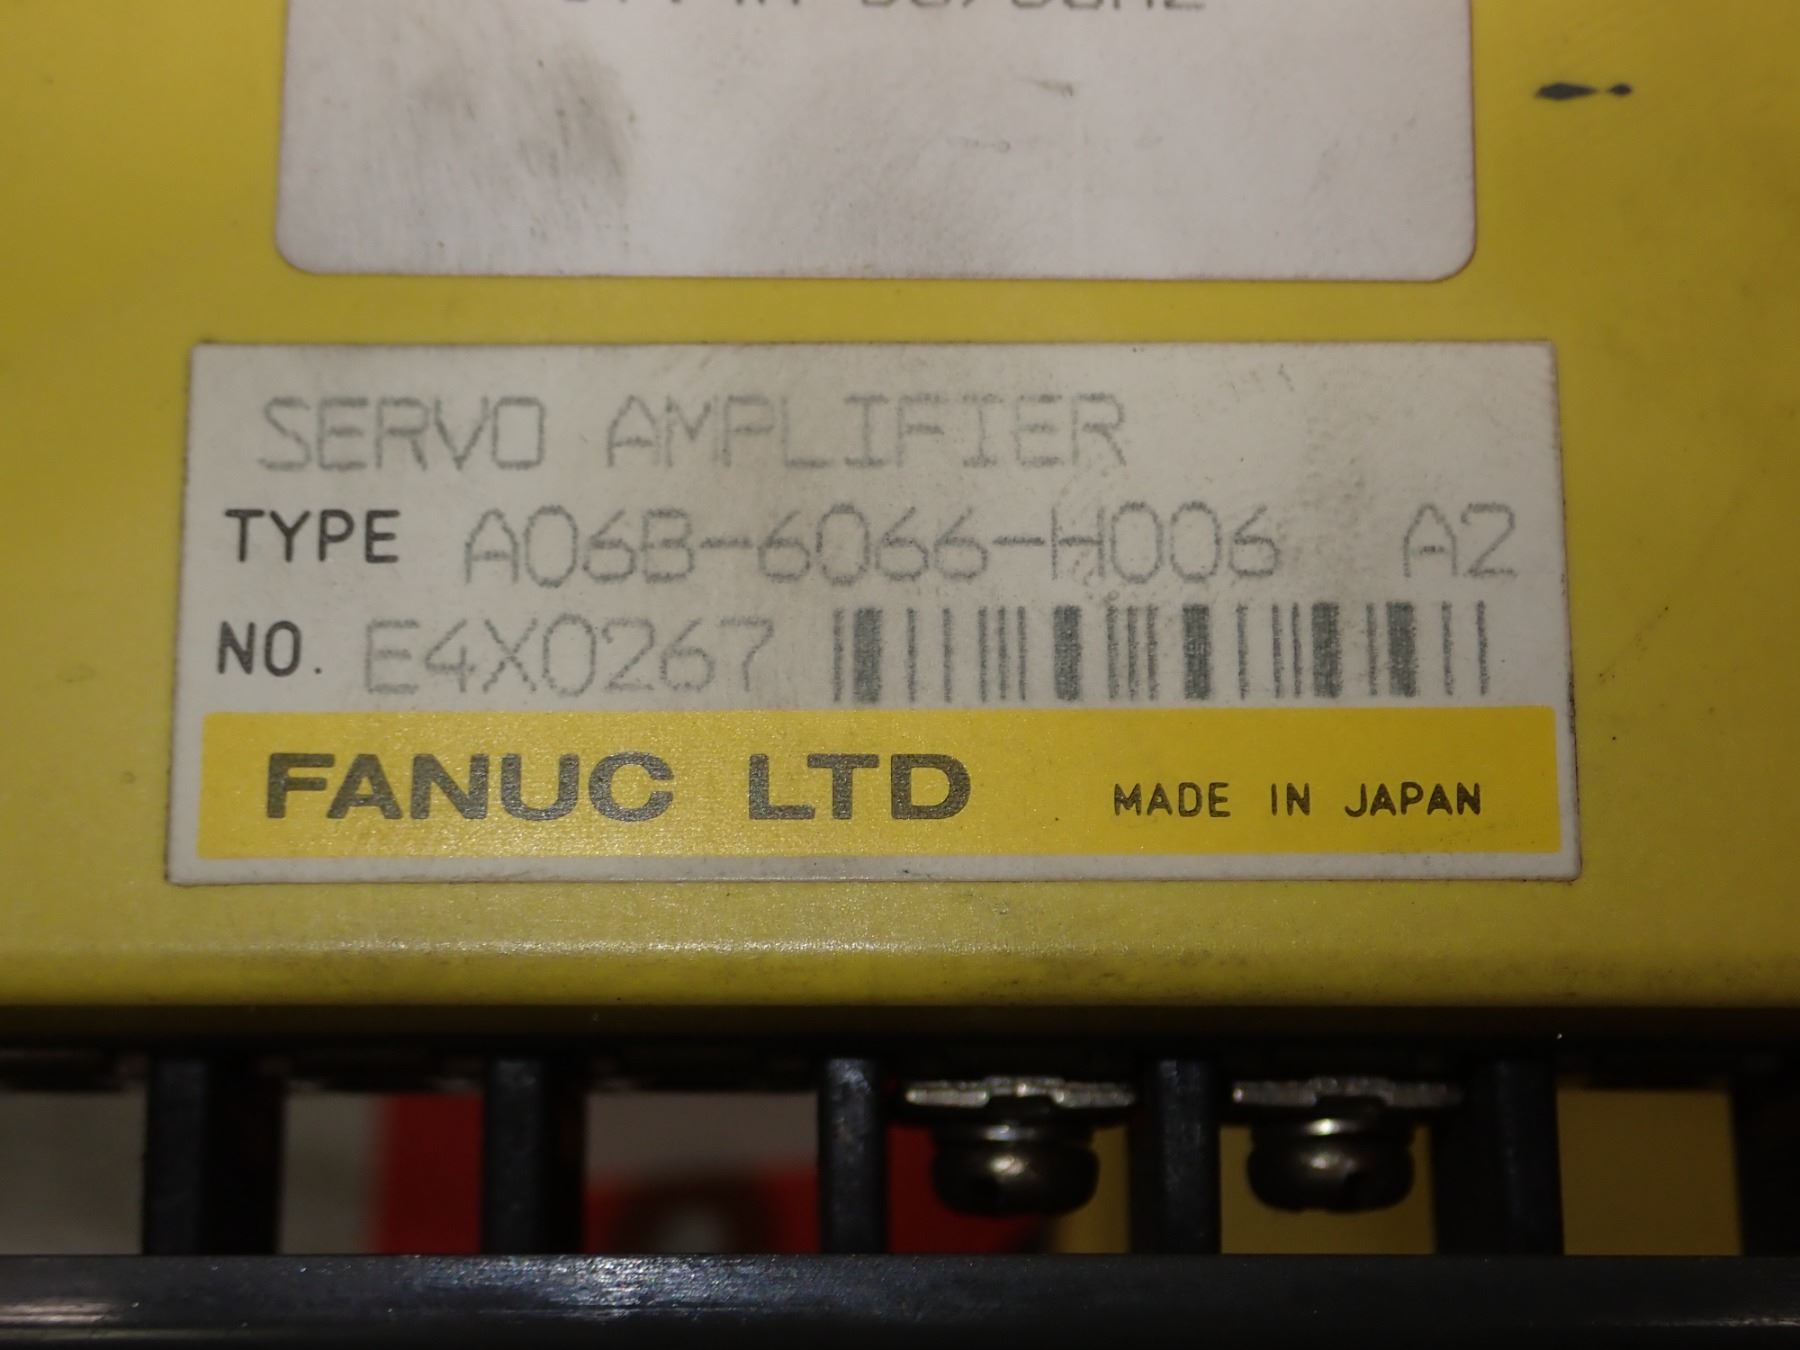 SERVO AMPLIFIER
TYPE A06B-6066-H006 A2
NO. E4X0267
FANUC LTD MADE IN JAPAN